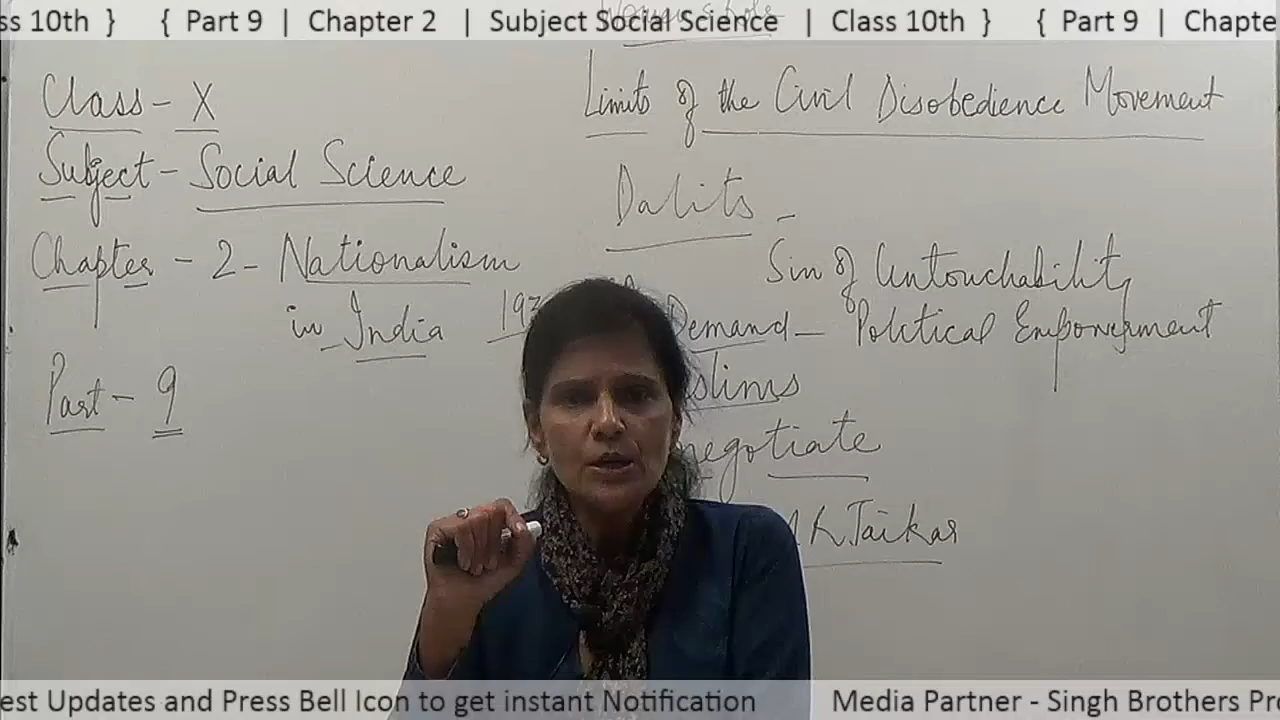 ss 10th } { Part 9 | Chapter 2 | Subject Social Science | Class 10th } { Part 9 | Chapte
Class - X
Subject - Social Science
Chapter - 2 - Nationalism
in India
Part - 9
Limits of the Civil Disobedience Movement
Dalits -
Sin of Untouchability
Demand - Political Empowerment
slims
negotiate
Jaikar
est Updates and Press Bell Icon to get instant Notification Media Partner - Singh Brothers Pr